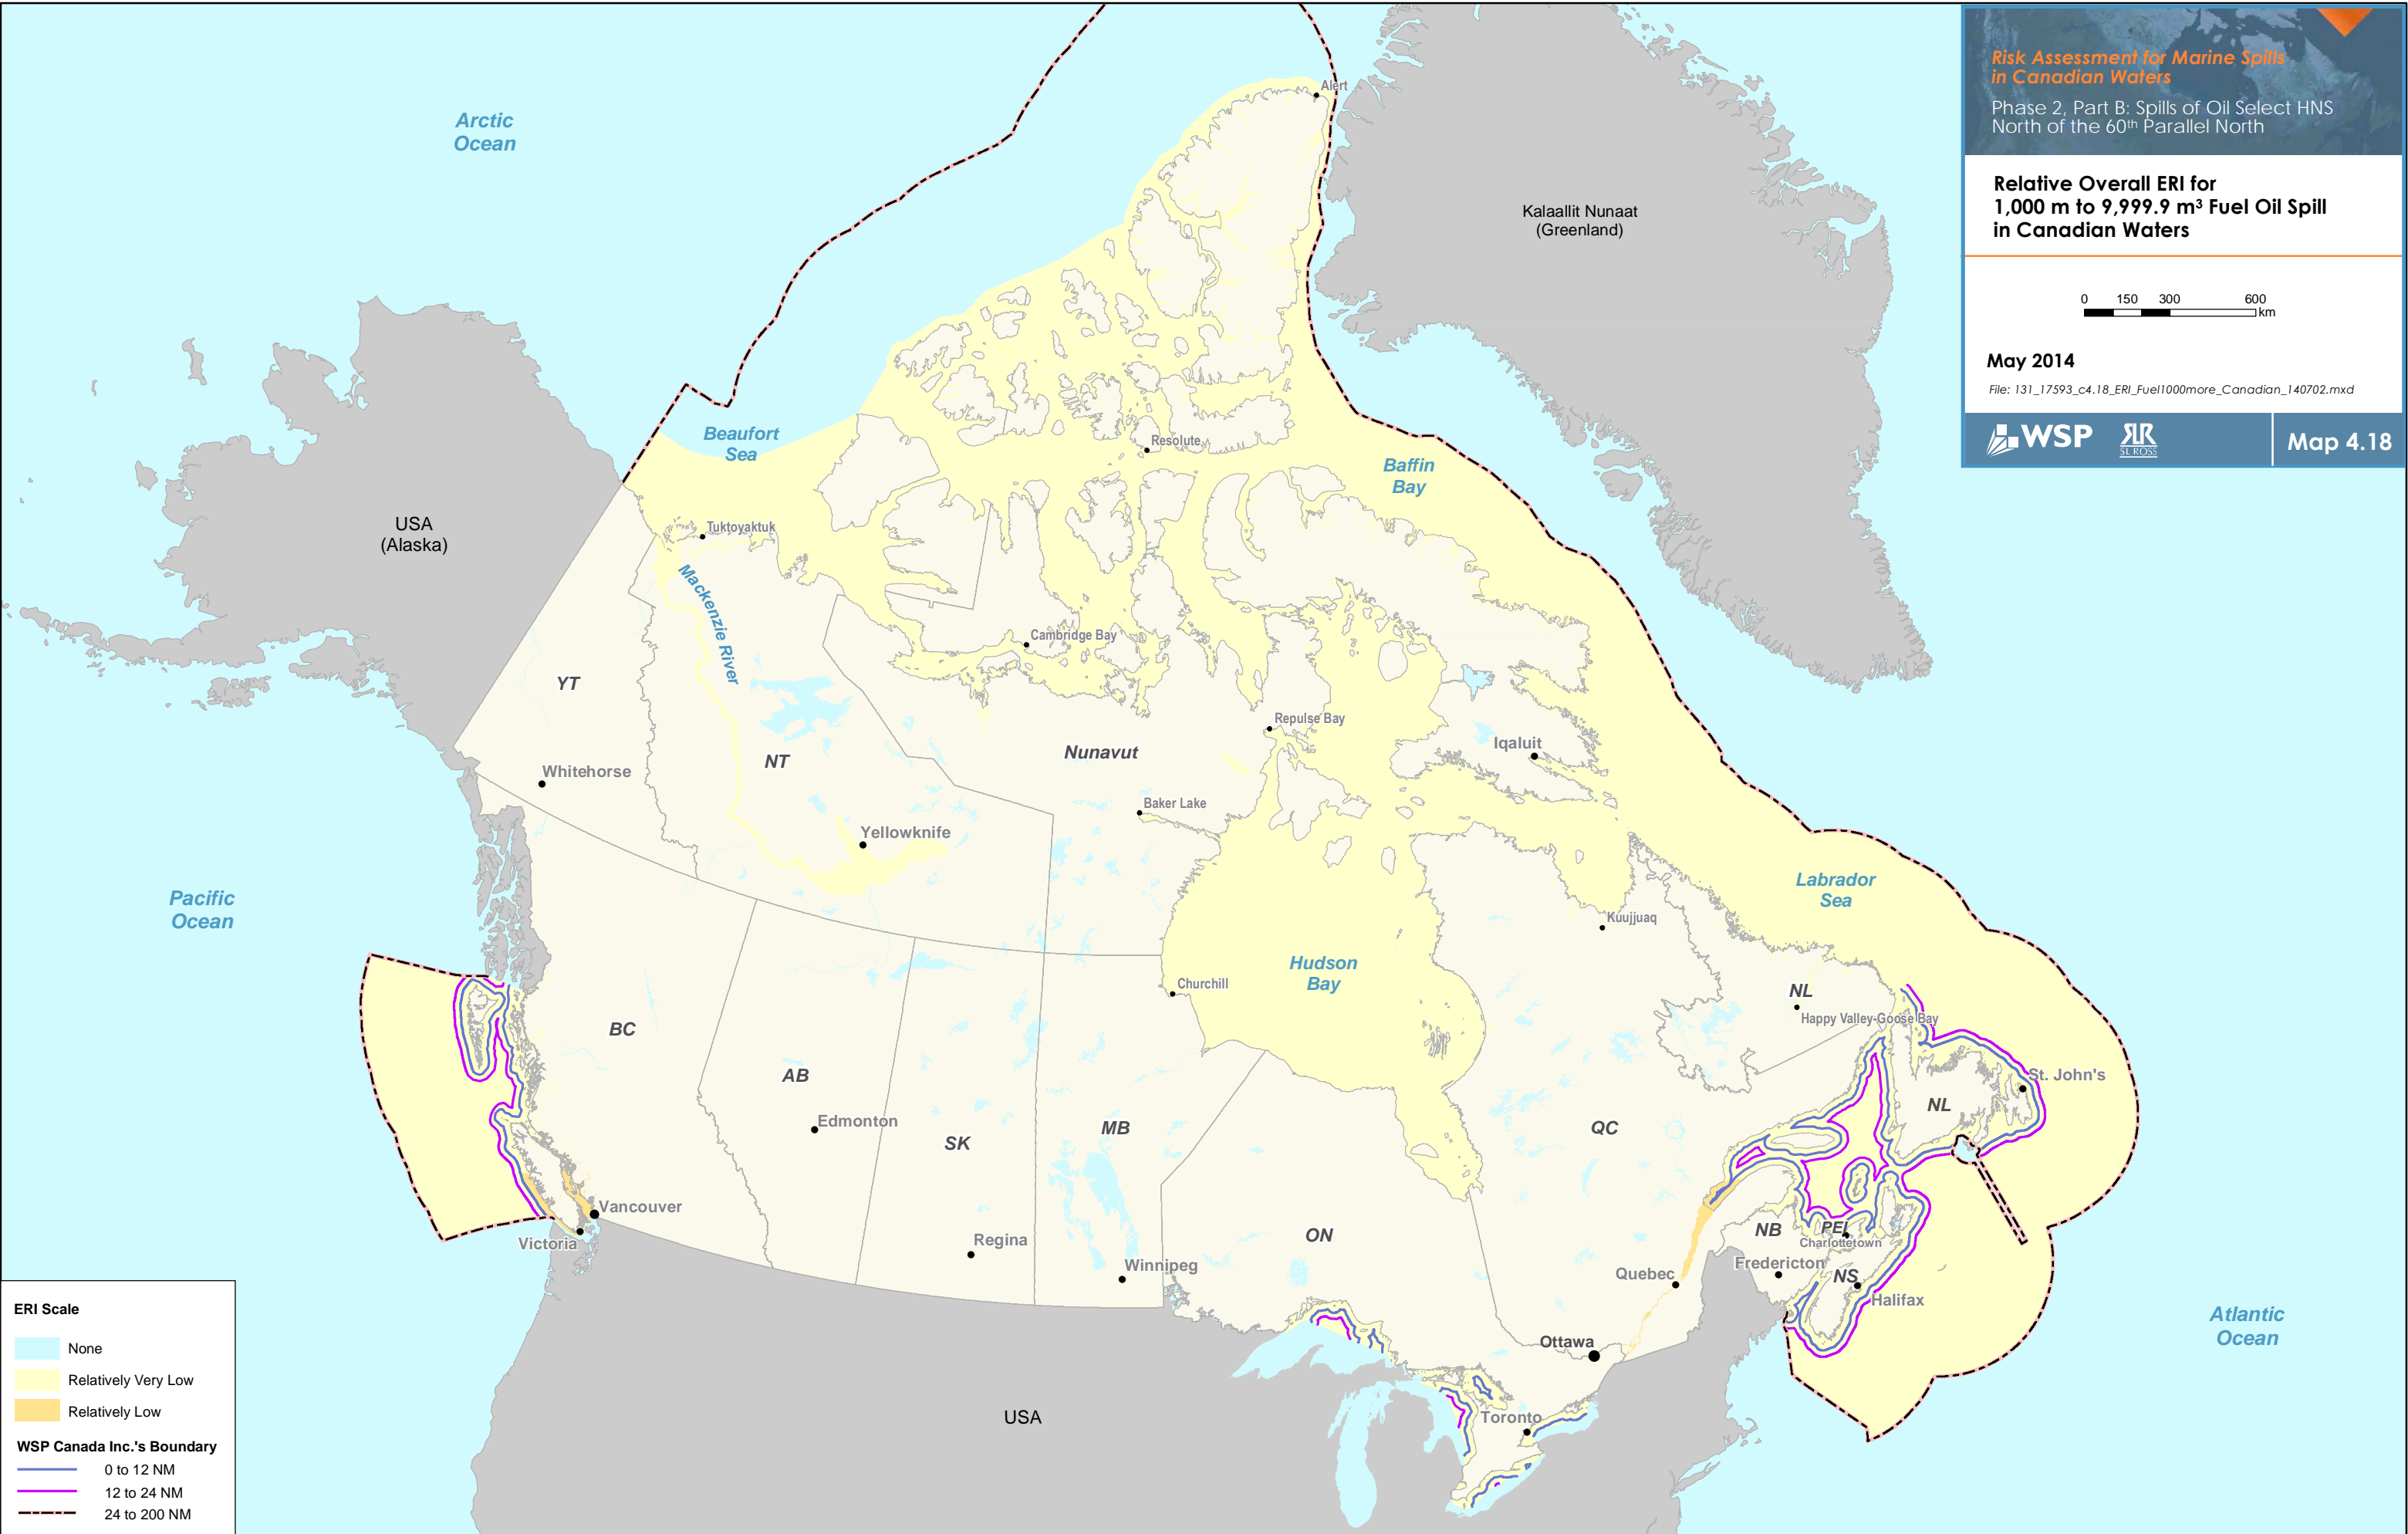 Risk Assessment for Marine Spills
in Canadian Waters
Phase 2, Part B: Spills of Oil Select HNS
North of the 60th Parallel North
Relative Overall ERI for
1,000 m to 9,999.9 m³ Fuel Oil Spill
in Canadian Waters
0 150 300 600
km
May 2014
File: 131_17593_c4.18_ERI_Fuel1000more_Canadian_140702.mxd
WSP
SL ROSS
Map 4.18
Arctic
Ocean
Alert
Kalaallit Nunaat
(Greenland)
Beaufort
Sea
Resolute
Baffin
Bay
USA
(Alaska)
Tuktoyaktuk
Mackenzie River
Cambridge Bay
YT
Repulse Bay
Nunavut
Iqaluit
NT
Whitehorse
Baker Lake
Yellowknife
Labrador
Sea
Pacific
Ocean
Kuujjuaq
Hudson
Bay
Churchill
NL
Happy Valley-Goose Bay
BC
AB
St. John's
NL
Edmonton
SK
MB
QC
Vancouver
Victoria
Regina
ON
NB
PEI
Charlottetown
Winnipeg
Quebec
Fredericton
NS
Halifax
Atlantic
Ocean
Ottawa
USA
Toronto
ERI Scale
None
Relatively Very Low
Relatively Low
WSP Canada Inc.'s Boundary
0 to 12 NM
12 to 24 NM
24 to 200 NM